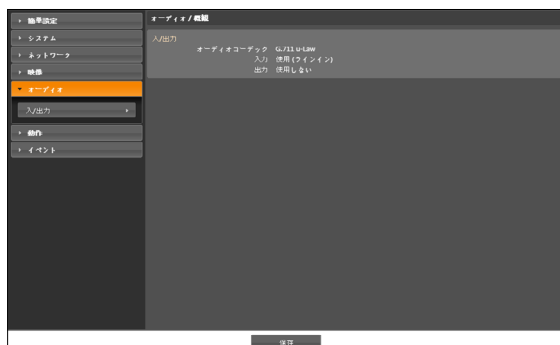 簡単設定
システム
ネットワーク
映像
オーディオ
入/出力
動作
イベント
オーディオ / 概観
入/出力
オーディオコーデック G.711 u-Law
入力 使用 (ラインイン)
出力 使用しない
保存